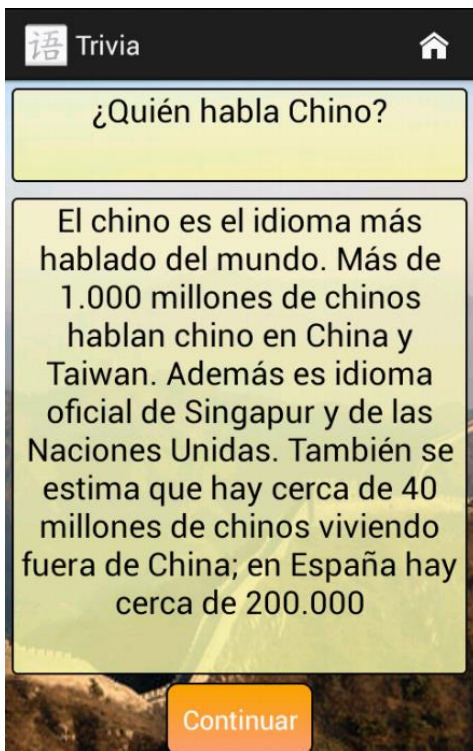 语 Trivia
¿Quién habla Chino?
El chino es el idioma más
hablado del mundo. Más de
1.000 millones de chinos
hablan chino en China y
Taiwan. Además es idioma
oficial de Singapur y de las
Naciones Unidas. También se
estima que hay cerca de 40
millones de chinos viviendo
fuera de China; en España hay
cerca de 200.000
Continuar